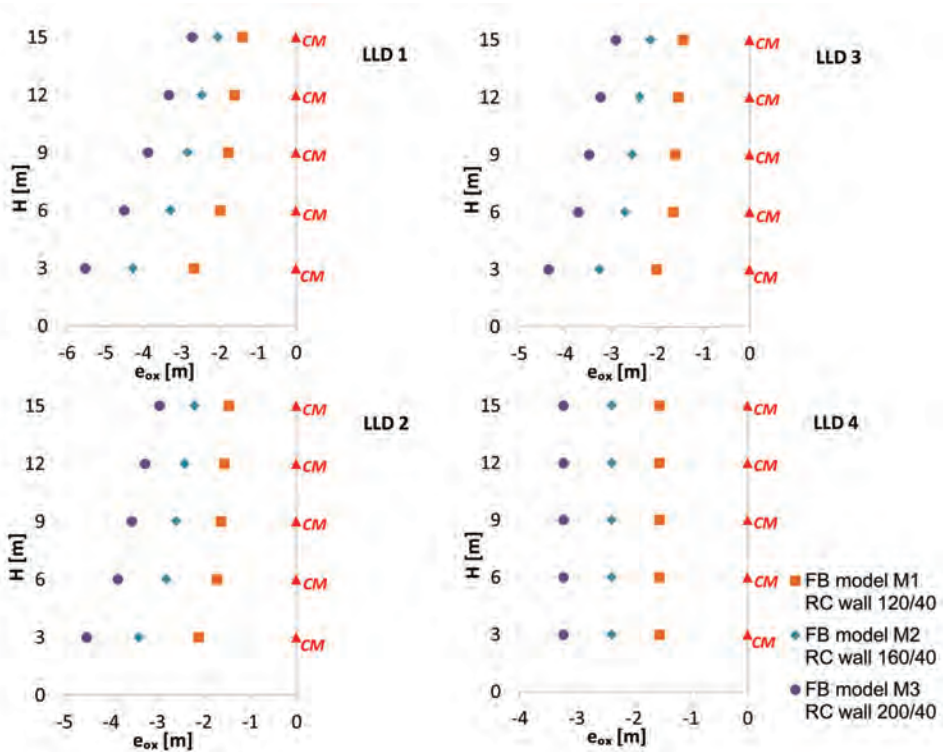 15
12
9
6
3
0
H [m]
CM
CM
CM
CM
CM
LLD 1
-6 -5 -4 -3 -2 -1 0
eox [m]
15
12
9
6
3
0
H [m]
CM
CM
CM
CM
CM
LLD 3
-5 -4 -3 -2 -1 0
eox [m]
15
12
9
6
3
0
H [m]
CM
CM
CM
CM
CM
LLD 2
-5 -4 -3 -2 -1 0
eox [m]
15
12
9
6
3
0
H [m]
CM
CM
CM
CM
CM
LLD 4
-4 -3 -2 -1 0
eox [m]
FB model M1
RC wall 120/40
FB model M2
RC wall 160/40
FB model M3
RC wall 200/40